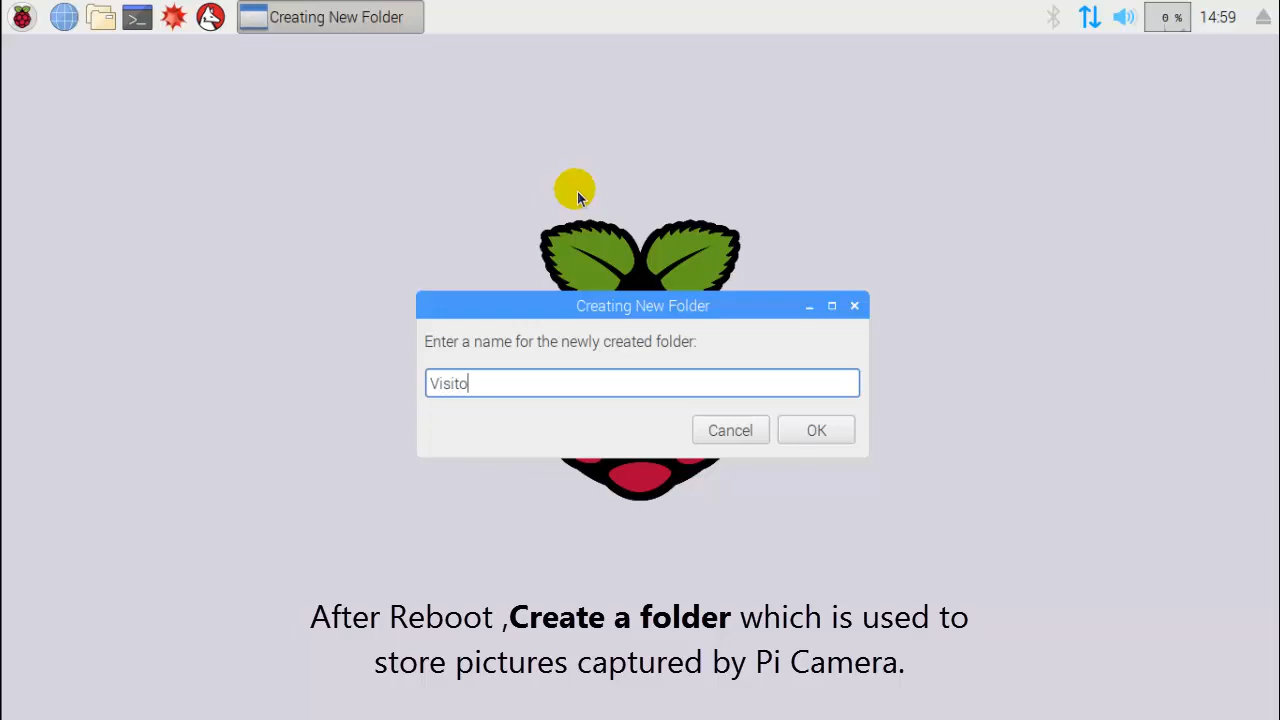 Creating New Folder
0 %
14:59
Creating New Folder
Enter a name for the newly created folder:
Visito
Cancel
OK
After Reboot ,Create a folder which is used to
store pictures captured by Pi Camera.